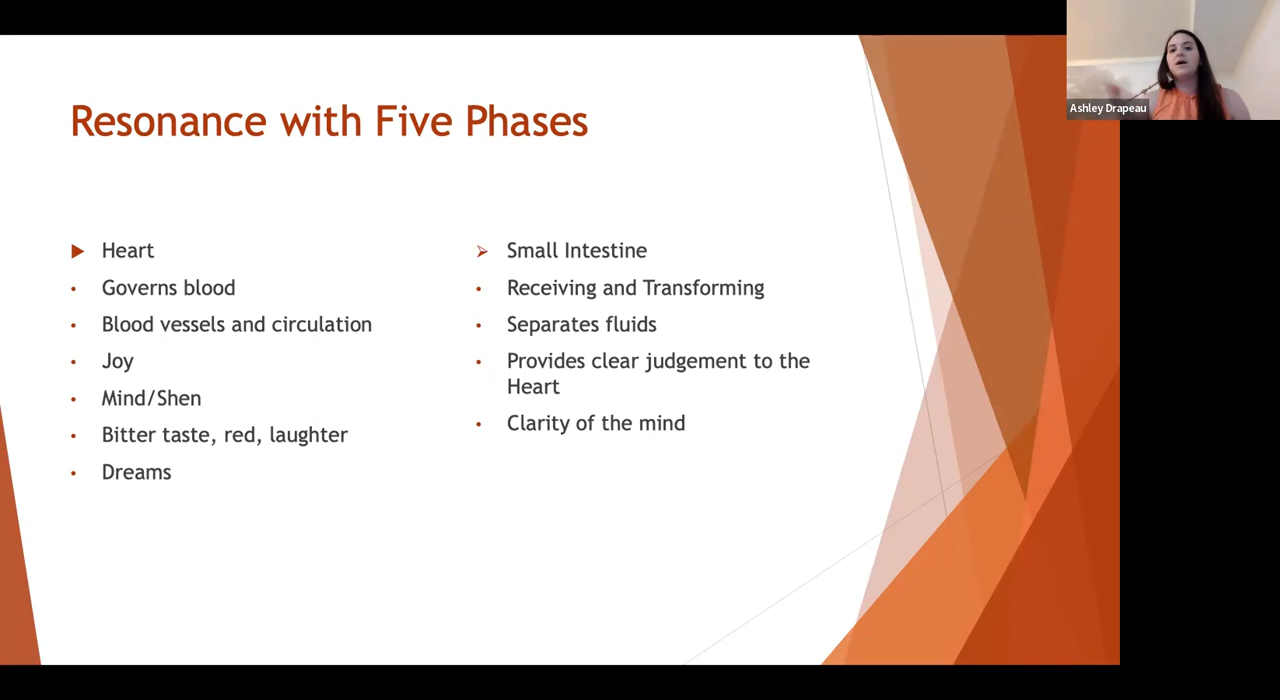 Resonance with Five Phases
Heart
Governs blood
Blood vessels and circulation
Joy
Mind/Shen
Bitter taste, red, laughter
Dreams
Small Intestine
Receiving and Transforming
Separates fluids
Provides clear judgement to the
Heart
Clarity of the mind
Ashley Drapeau